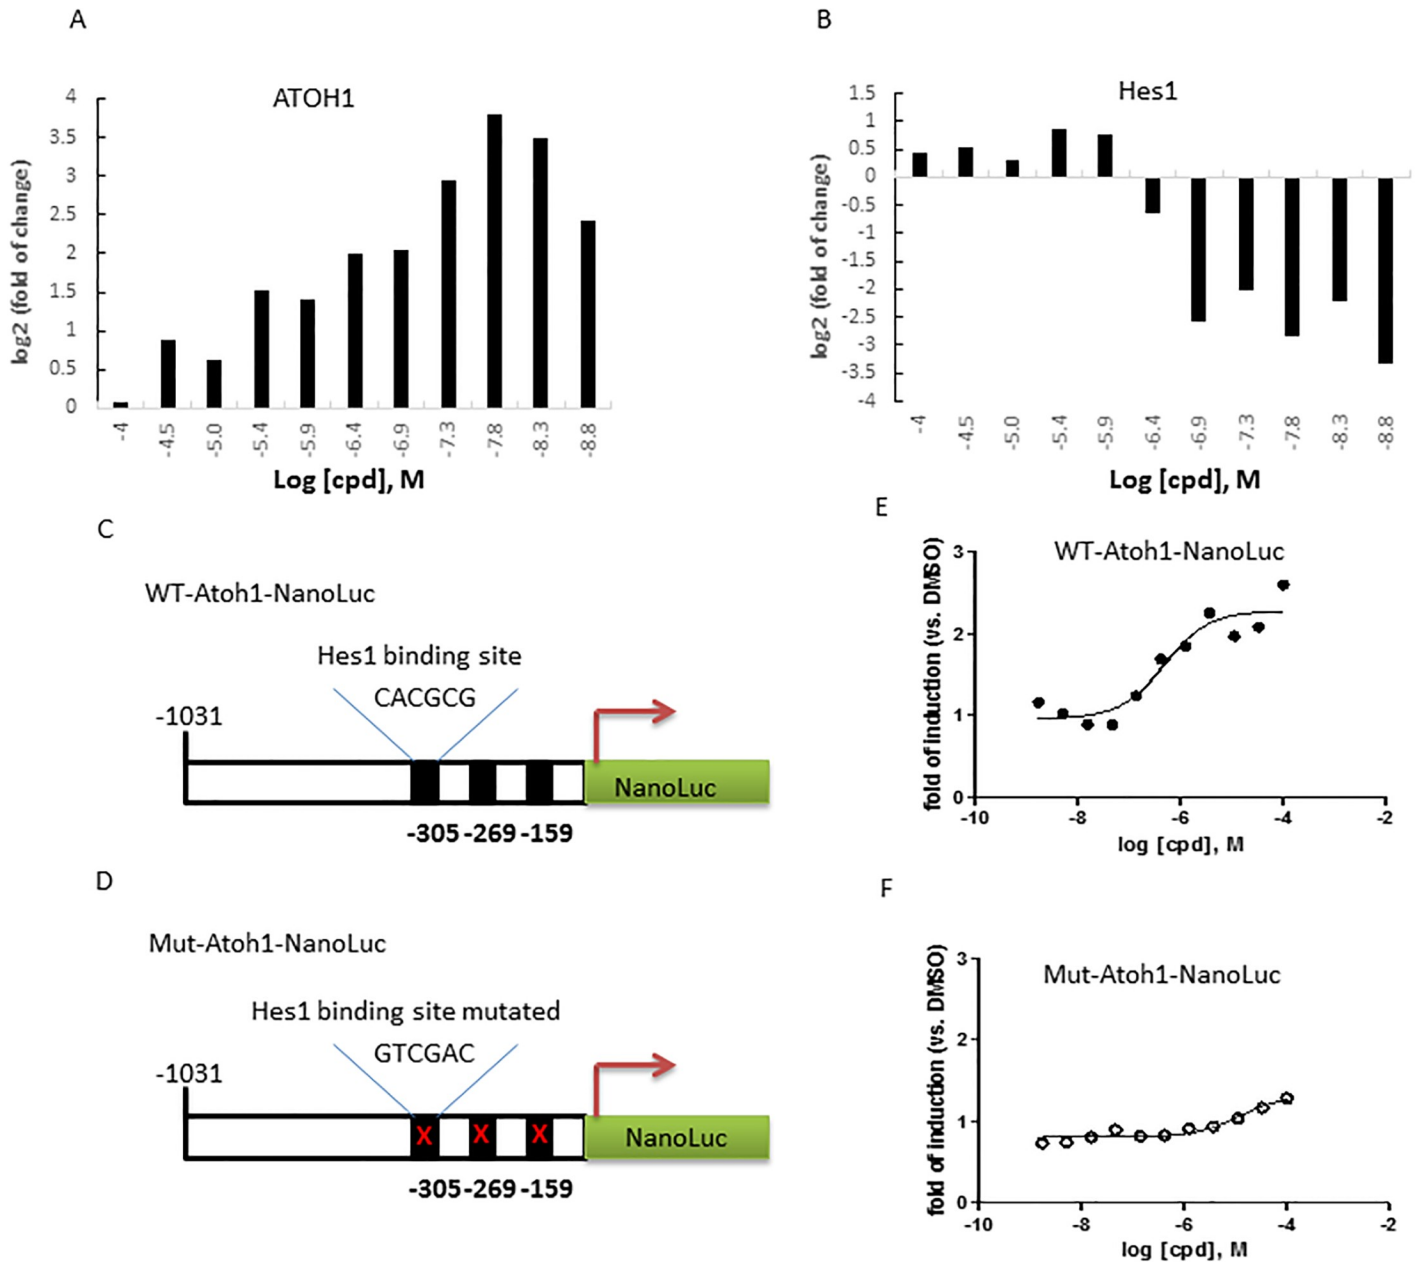 A
ATOH1
log2 (fold of change)
4
3.5
3
2.5
2
1.5
1
0.5
0
-4
-4.5
-5.0
-5.4
-5.9
-6.4
-6.9
-7.3
-7.8
-8.3
-8.8
Log [cpd], M
B
Hes1
log2 (fold of change)
1.5
1
0.5
0
-0.5
-1
-1.5
-2
-2.5
-3
-3.5
-4
-4
-4.5
-5.0
-5.4
-5.9
-6.4
-6.9
-7.3
-7.8
-8.3
-8.8
Log [cpd], M
C
WT-Atoh1-NanoLuc
Hes1 binding site
CACGCG
-1031
NanoLuc
-305 -269 -159
D
Mut-Atoh1-NanoLuc
Hes1 binding site mutated
GTCGAC
-1031
X X X
NanoLuc
-305 -269 -159
E
WT-Atoh1-NanoLuc
fold of induction (vs. DMSO)
3
2
1
0
-10 -8 -6 -4 -2
log [cpd], M
F
Mut-Atoh1-NanoLuc
fold of induction (vs. DMSO)
3
2
1
0
-10 -8 -6 -4 -2
log [cpd], M